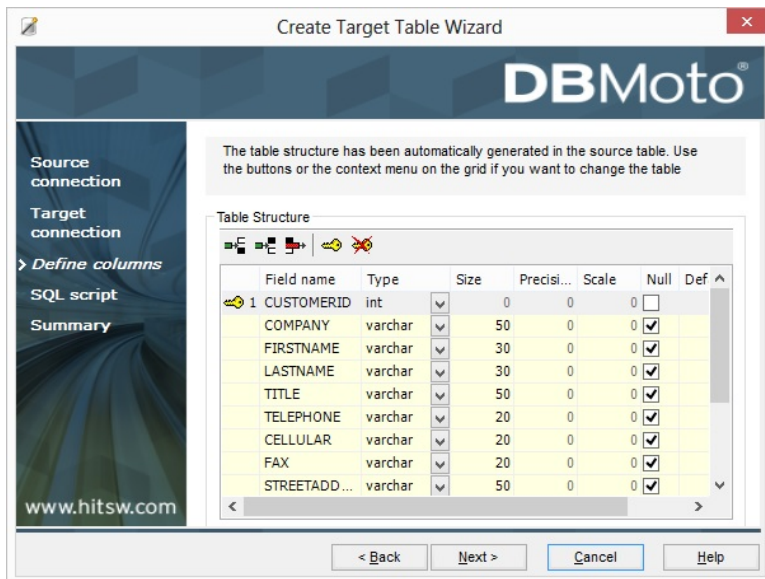 Create Target Table Wizard
DBMoto®
Source
connection
Target
connection
Define columns
SQL script
Summary
www.hitsw.com
The table structure has been automatically generated in the source table. Use
the buttons or the context menu on the grid if you want to change the table
Table Structure
Field name Type Size Precisi... Scale Null Def
1 CUSTOMERID int 0 0 0
COMPANY varchar 50 0 0
FIRSTNAME varchar 30 0 0
LASTNAME varchar 30 0 0
TITLE varchar 50 0 0
TELEPHONE varchar 20 0 0
CELLULAR varchar 20 0 0
FAX varchar 20 0 0
STREETADD... varchar 50 0 0
< Back Next > Cancel Help